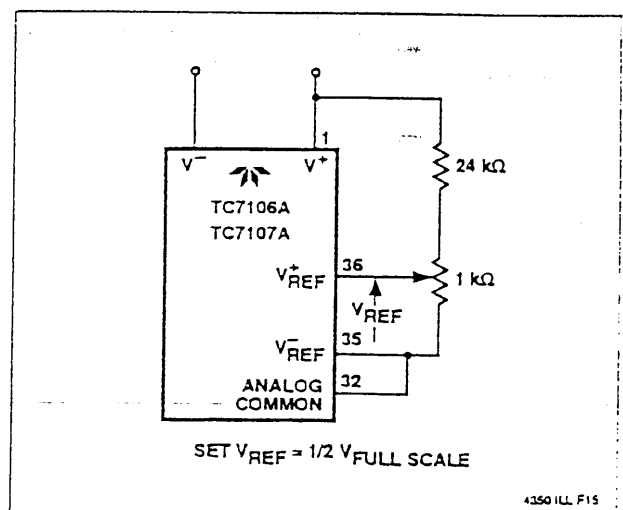 1
V⁻ V⁺
24 kΩ
TC7106A
TC7107A
36
V⁺REF
1 kΩ
VREF
35
V⁻REF
32
ANALOG
COMMON
SET VREF = 1/2 VFULL SCALE
4350 ILL F15